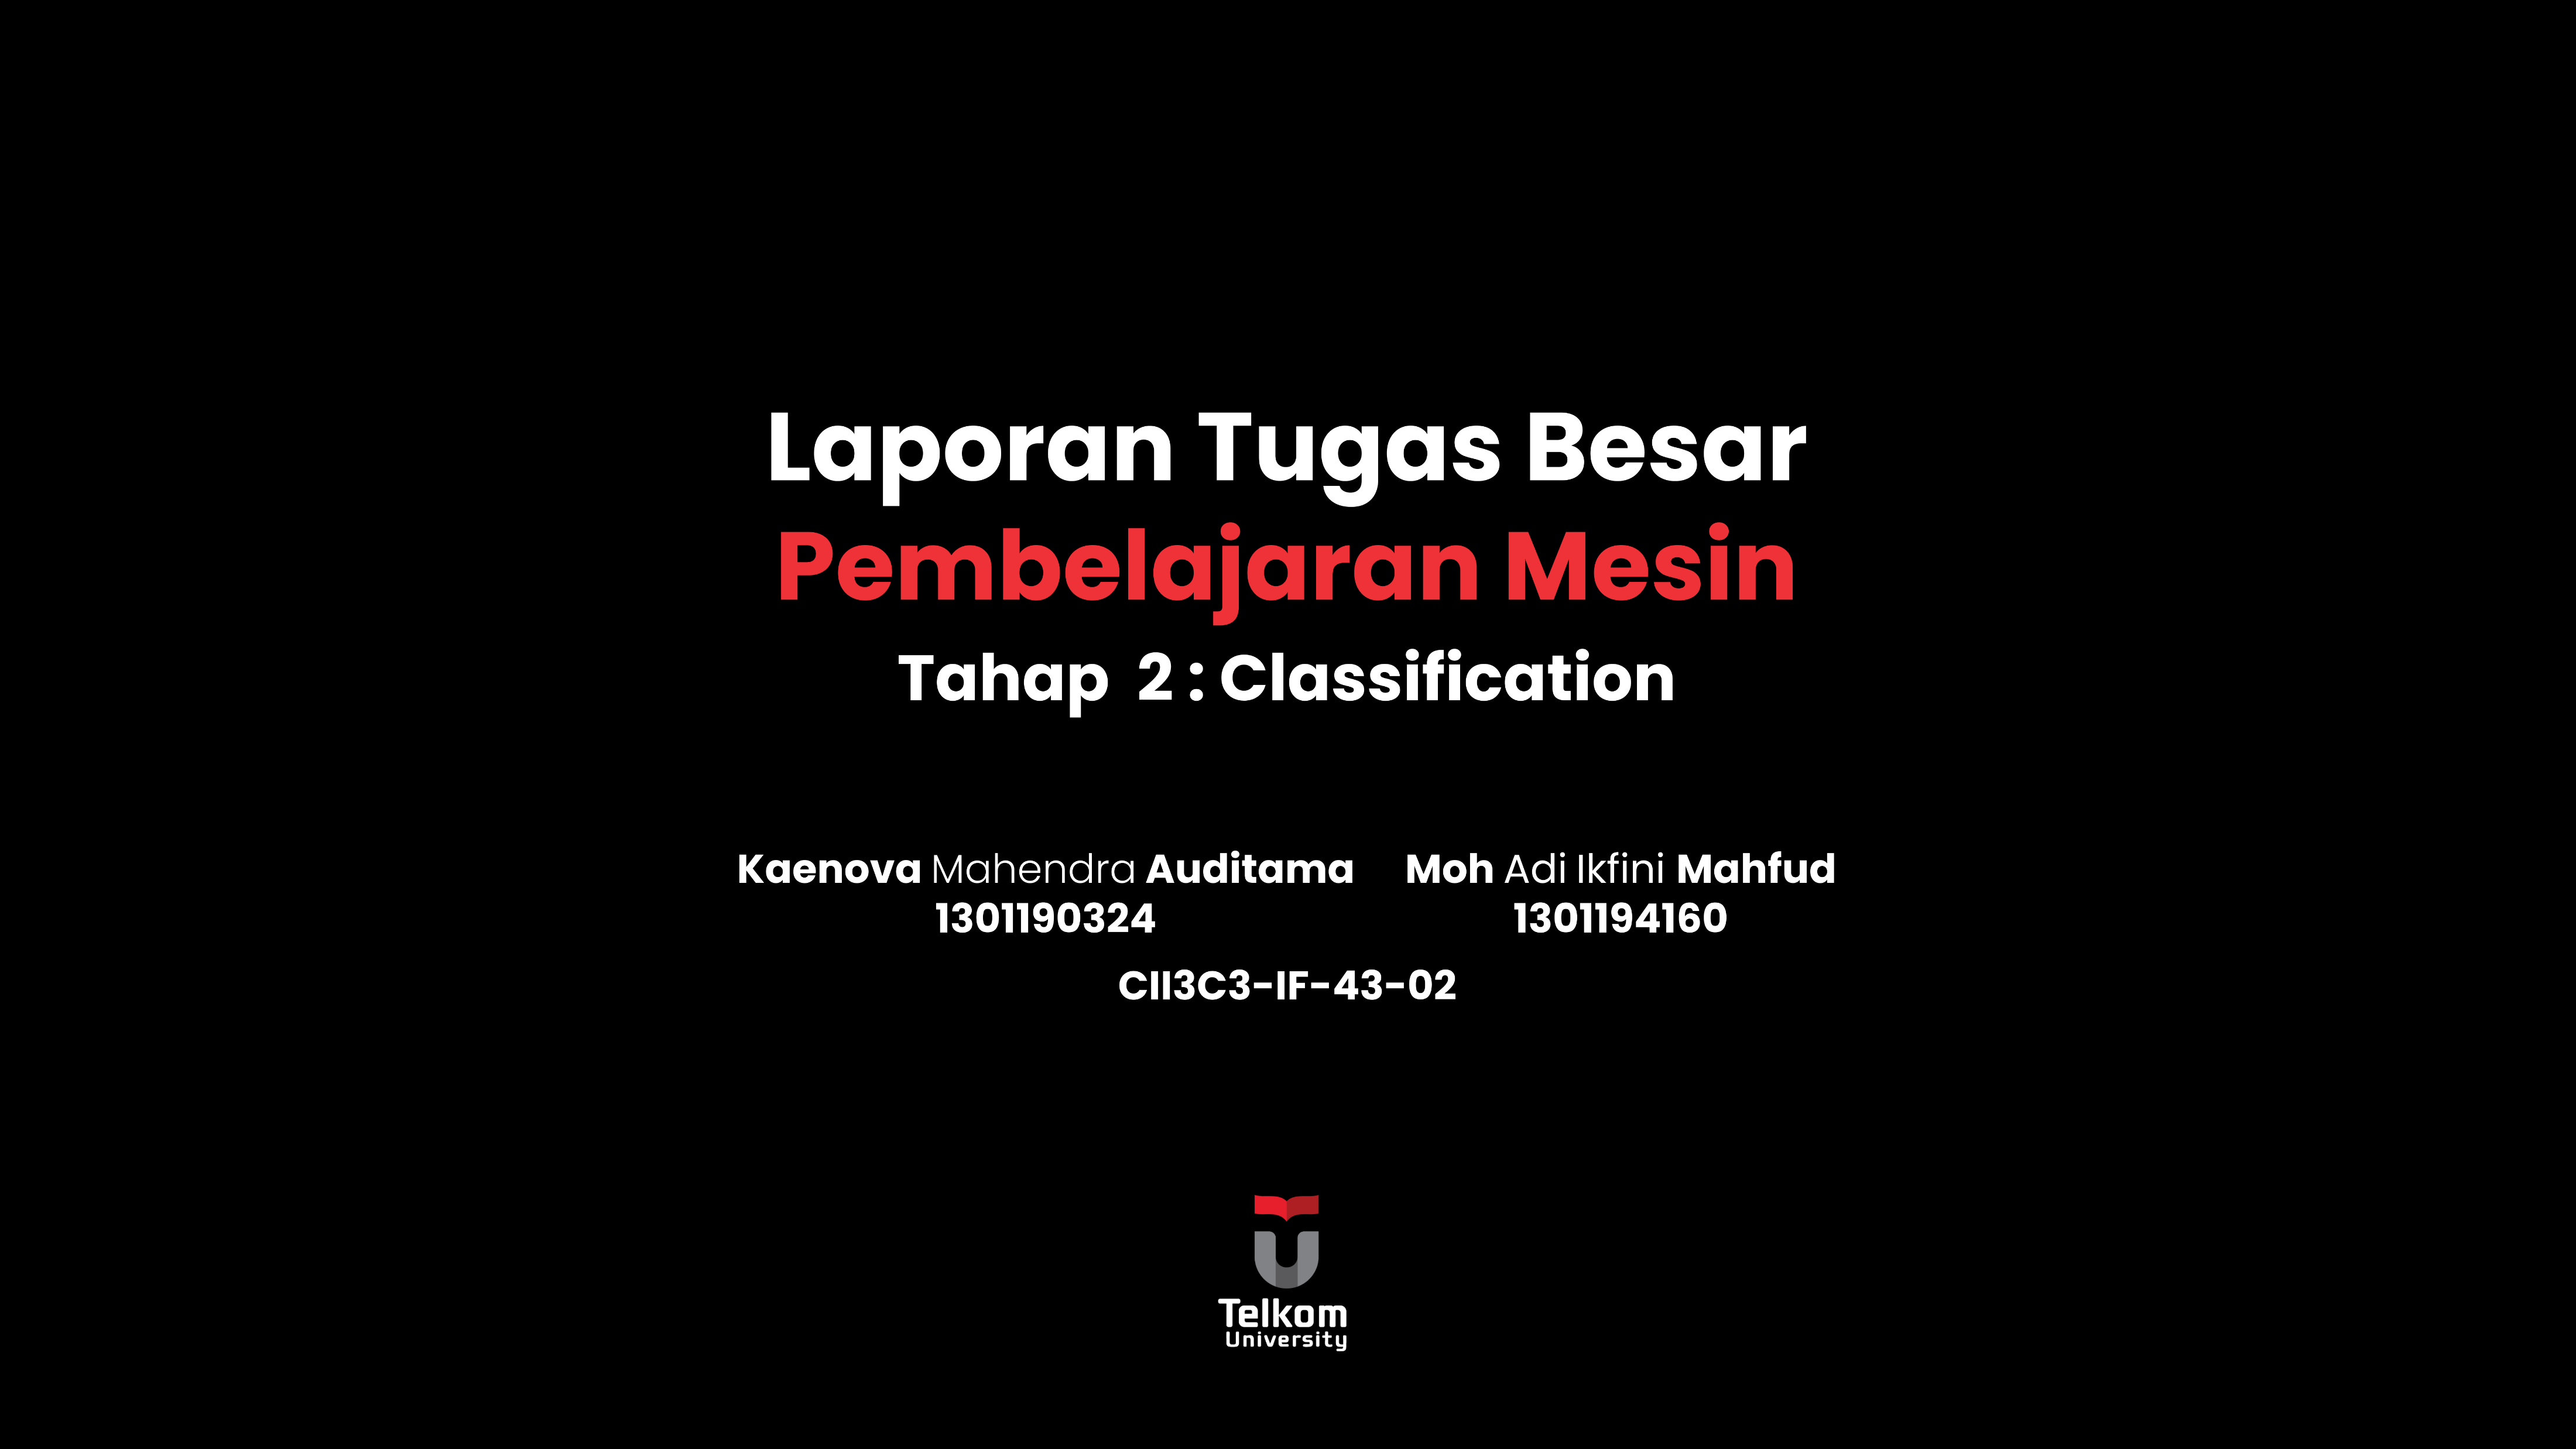 Laporan Tugas Besar
Pembelajaran Mesin
Tahap 2 : Classification
Kaenova Mahendra Auditama
1301190324
Moh Adi Ikfini Mahfud
1301194160
CII3C3-IF-43-02
Telkom
University